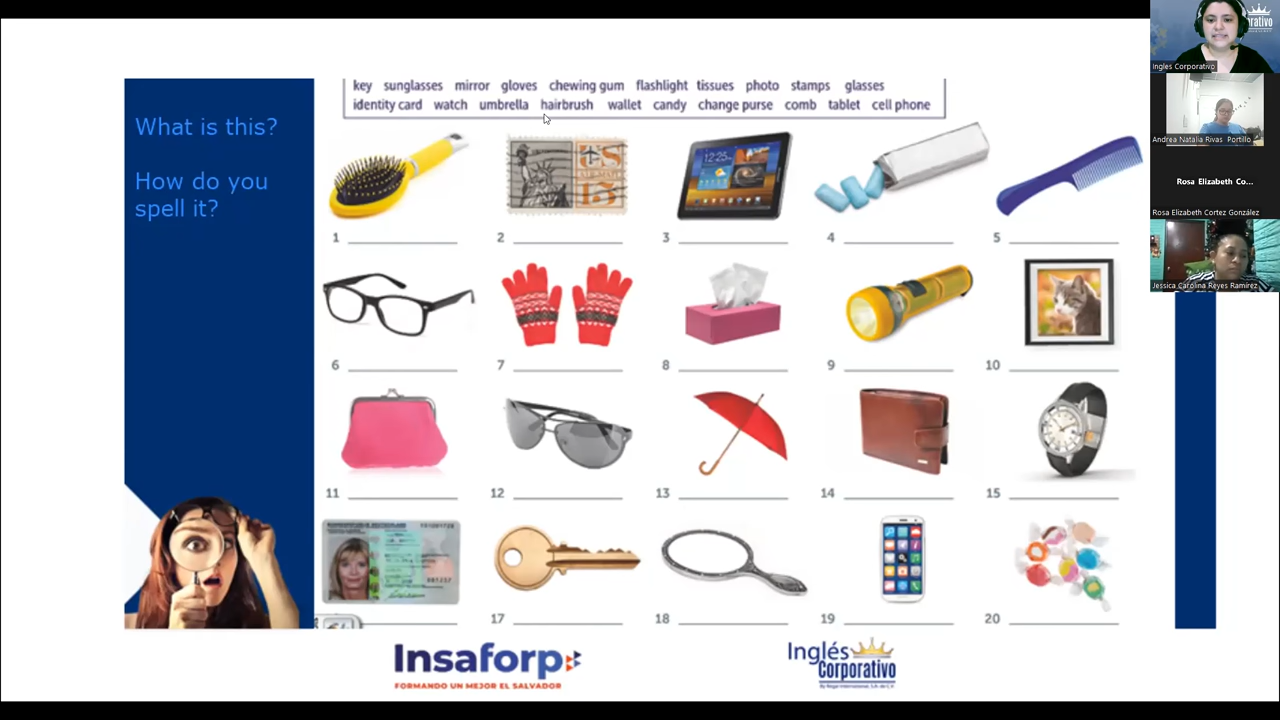 What is this?
How do you
spell it?
key sunglasses mirror gloves chewing gum flashlight tissues photo stamps glasses
identity card watch umbrella hairbrush wallet candy change purse comb tablet cell phone
US
13
12:25
1
2
3
4
5
6
7
8
9
10
11
12
13
14
15
17
18
19
20
Insaforp
FORMANDO UN MEJOR EL SALVADOR
Inglés
Corporativo
Ingles Corporativo
Andrea Natalia Rivas Portillo
Rosa Elizabeth Co...
Rosa Elizabeth Cortez González
Jessica Carolina Reyes Ramírez